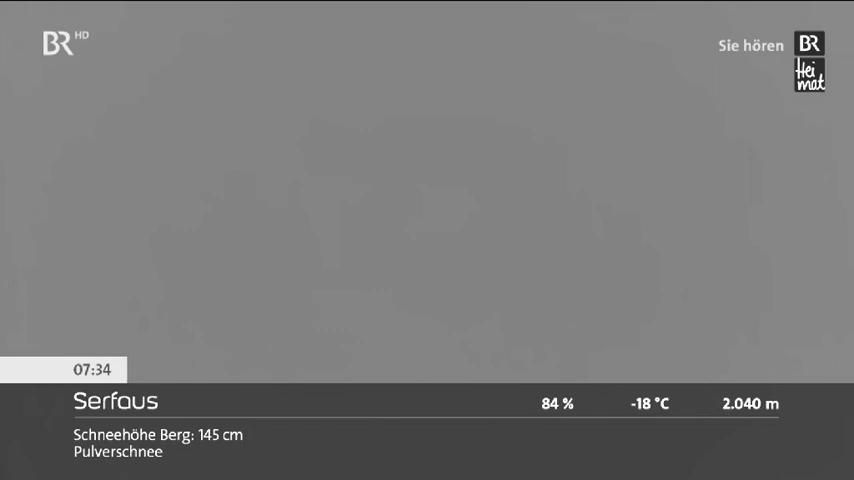 BR HD
Sie hören BR
Hei
mat
07:34
Serfaus 84 % -18 °C 2.040 m
Schneehöhe Berg: 145 cm
Pulverschnee